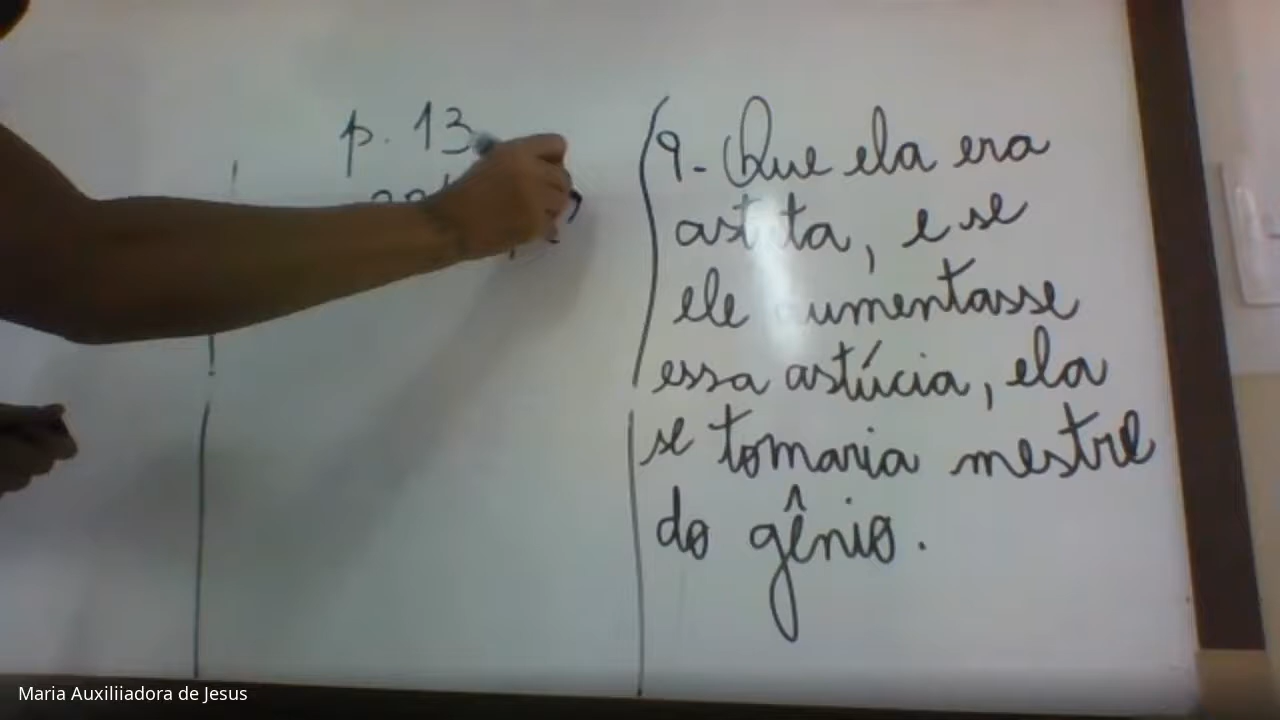 p. 13
9- Que ela era
astuta, e se
ele aumentasse
essa astúcia, ela
se tornaria mestre
do gênio.
Maria Auxiliiadora de Jesus